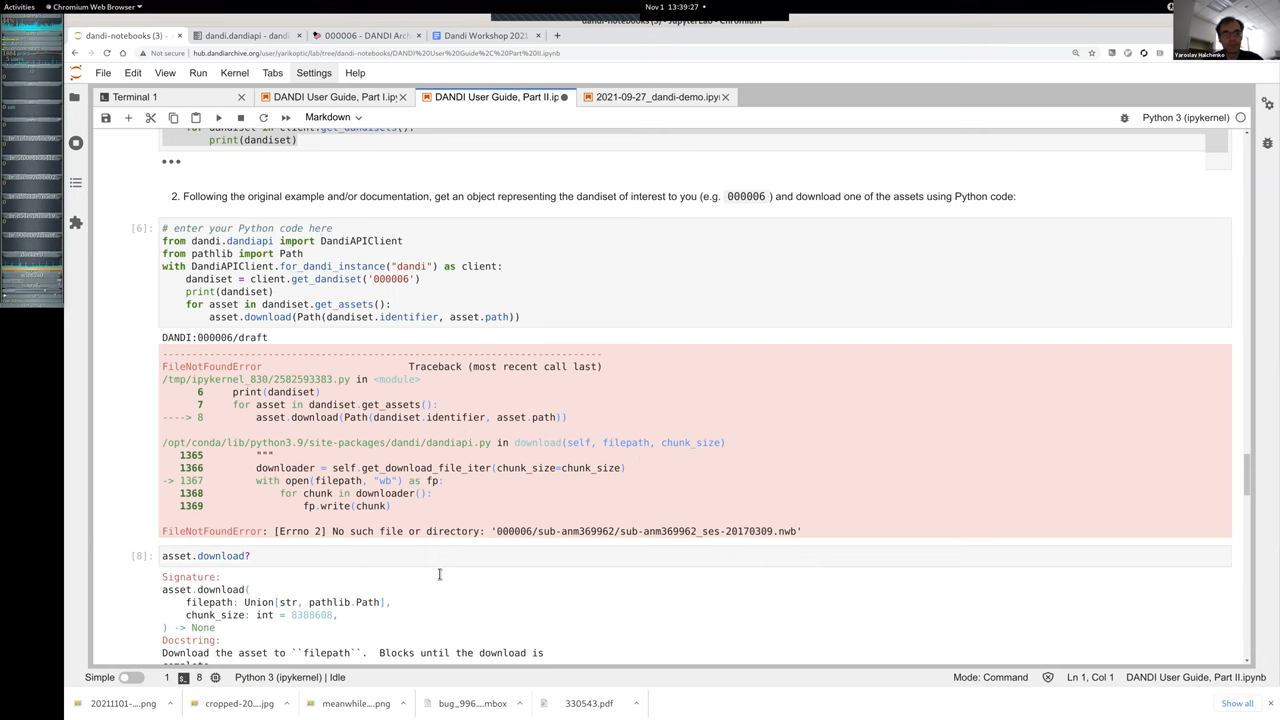 Activities
Chromium Web Browser
Nov 1 13:39:27
dandi-notebooks (3) - JupyterLab - Chromium
dandi-notebooks (3)
dandi.dandiapi
000006 - DANDI Arc
Dandi Workshop 2021
Not secure
hub.dandiarchive.org/user/yarikoptic/lab/tree/dandi-notebooks/DANDI%20User%20Guide%2C%20Part%20II.ipynb
Yaroslav Halchenko
File Edit View Run Kernel Tabs Settings Help
Terminal 1
DANDI User Guide, Part I.ipy
DANDI User Guide, Part II.ip
2021-09-27_dandi-demo.ipy
Markdown
Python 3 (ipykernel)
for dandiset in client.get_dandisets():
print(dandiset)
2. Following the original example and/or documentation, get an object representing the dandiset of interest to you (e.g. 000006 ) and download one of the assets using Python code:
[6]: # enter your Python code here
from dandi.dandiapi import DandiAPIClient
from pathlib import Path
with DandiAPIClient.for_dandi_instance("dandi") as client:
dandiset = client.get_dandiset('000006')
print(dandiset)
for asset in dandiset.get_assets():
asset.download(Path(dandiset.identifier, asset.path))
DANDI:000006/draft
---------------------------------------------------------------------------
FileNotFoundError Traceback (most recent call last)
/tmp/ipykernel_830/2582593383.py in <module>
6 print(dandiset)
7 for asset in dandiset.get_assets():
----> 8 asset.download(Path(dandiset.identifier, asset.path))
/opt/conda/lib/python3.9/site-packages/dandi/dandiapi.py in download(self, filepath, chunk_size)
1365 """
1366 downloader = self.get_download_file_iter(chunk_size=chunk_size)
-> 1367 with open(filepath, "wb") as fp:
1368 for chunk in downloader():
1369 fp.write(chunk)
FileNotFoundError: [Errno 2] No such file or directory: '000006/sub-anm369962/sub-anm369962_ses-20170309.nwb'
[8]: asset.download?
Signature:
asset.download(
filepath: Union[str, pathlib.Path],
chunk_size: int = 8388608,
) -> None
Docstring:
Download the asset to ``filepath``. Blocks until the download is
Simple 1 8 Python 3 (ipykernel) | Idle Mode: Command Ln 1, Col 1 DANDI User Guide, Part II.ipynb
20211101-....png
cropped-20....jpg
meanwhile....png
bug_996....mbox
330543.pdf
Show all